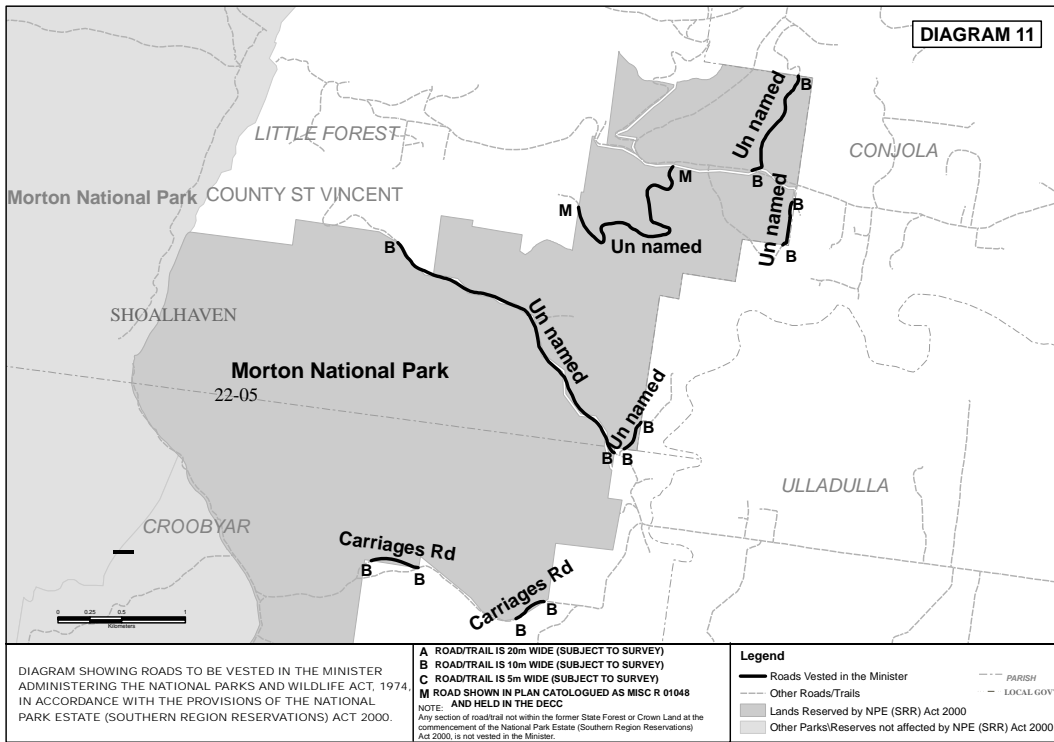 DIAGRAM 11
LITTLE FOREST
CONJOLA
Morton National Park
COUNTY ST VINCENT
Un named
B
B
Un named
B
B
M
M
Un named
B
Un named
B
SHOALHAVEN
Morton National Park
22-05
Un named
B
B
ULLADULLA
CROOBYAR
Carriages Rd
B
B
Carriages Rd
B
B
0 0.25 0.5 1
Kilometers
DIAGRAM SHOWING ROADS TO BE VESTED IN THE MINISTER
ADMINISTERING THE NATIONAL PARKS AND WILDLIFE ACT, 1974,
IN ACCORDANCE WITH THE PROVISIONS OF THE NATIONAL
PARK ESTATE (SOUTHERN REGION RESERVATIONS) ACT 2000.
A ROAD/TRAIL IS 20m WIDE (SUBJECT TO SURVEY)
B ROAD/TRAIL IS 10m WIDE (SUBJECT TO SURVEY)
C ROAD/TRAIL IS 5m WIDE (SUBJECT TO SURVEY)
M ROAD SHOWN IN PLAN CATOLOGUED AS MISC R 01048
AND HELD IN THE DECC
NOTE:
Any section of road/trail not within the former State Forest or Crown Land at the
commencement of the National Park Estate (Southern Region Reservations)
Act 2000, is not vested in the Minister.
Legend
Roads Vested in the Minister
Other Roads/Trails
Lands Reserved by NPE (SRR) Act 2000
Other Parks\Reserves not affected by NPE (SRR) Act 2000
PARISH
LOCAL GOVT